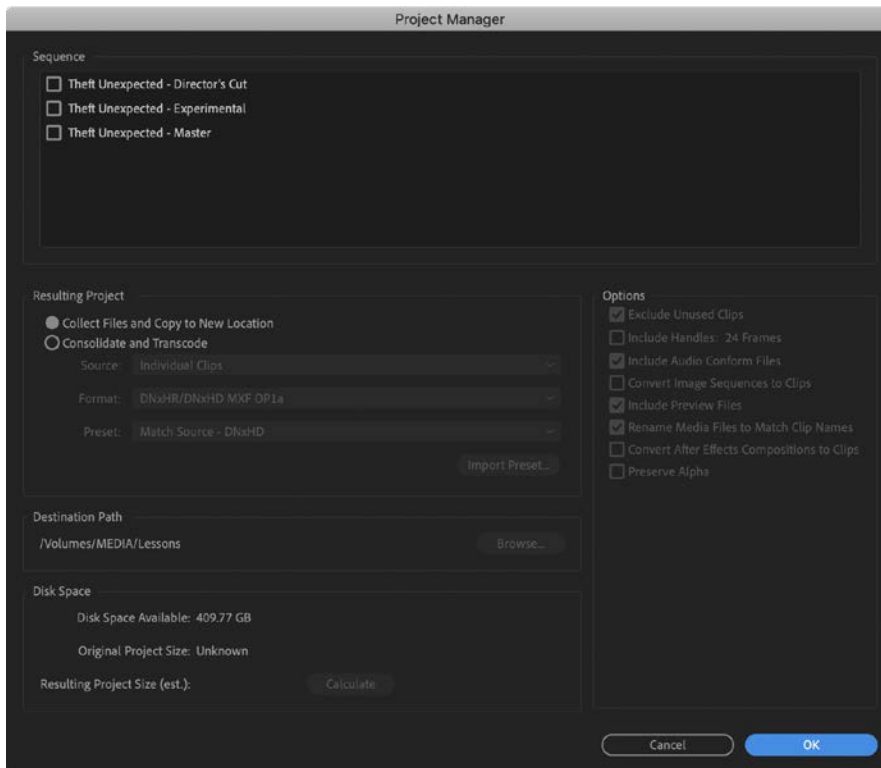 Project Manager
Sequence
Theft Unexpected - Director's Cut
Theft Unexpected - Experimental
Theft Unexpected - Master
Resulting Project
Collect Files and Copy to New Location
Consolidate and Transcode
Source: Individual Clips
Format: DNxHR/DNxHD MXF OP1a
Preset: Match Source - DNxHD
Import Preset...
Options
Exclude Unused Clips
Include Handles: 24 Frames
Include Audio Conform Files
Convert Image Sequences to Clips
Include Preview Files
Rename Media Files to Match Clip Names
Convert After Effects Compositions to Clips
Preserve Alpha
Destination Path
/Volumes/MEDIA/Lessons
Browse...
Disk Space
Disk Space Available: 409.77 GB
Original Project Size: Unknown
Resulting Project Size (est.):
Calculate
Cancel
OK